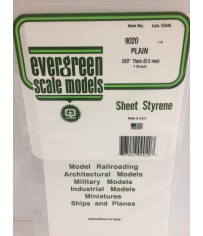 Item No. Loc. Code
9020
PLAIN
.020" Thick (0.5 mm)
evergreen
scale models
Sheet Styrene
Made in U.S.A.
Model Railroading
Architectural Models
Military Models
Industrial Models
Miniatures
Ships and Planes
Instructions on back.